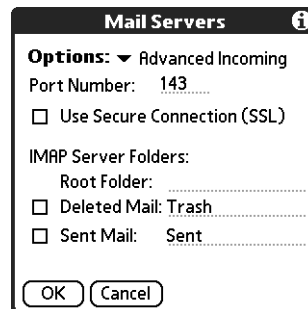 Mail Servers
Options: Advanced Incoming
Port Number: 143
Use Secure Connection (SSL)
IMAP Server Folders:
Root Folder:
Deleted Mail: Trash
Sent Mail: Sent
OK Cancel